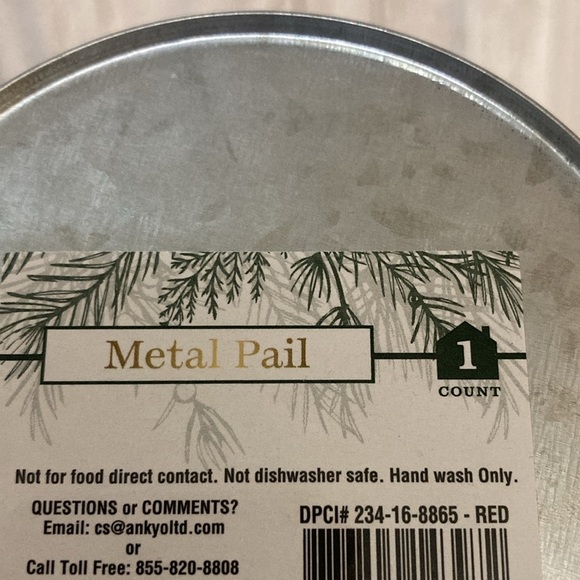 Metal Pail
1
COUNT
Not for food direct contact. Not dishwasher safe. Hand wash Only.
QUESTIONS or COMMENTS?
Email: cs@ankyoltd.com
or
Call Toll Free: 855-820-8808
DPCI# 234-16-8865 - RED